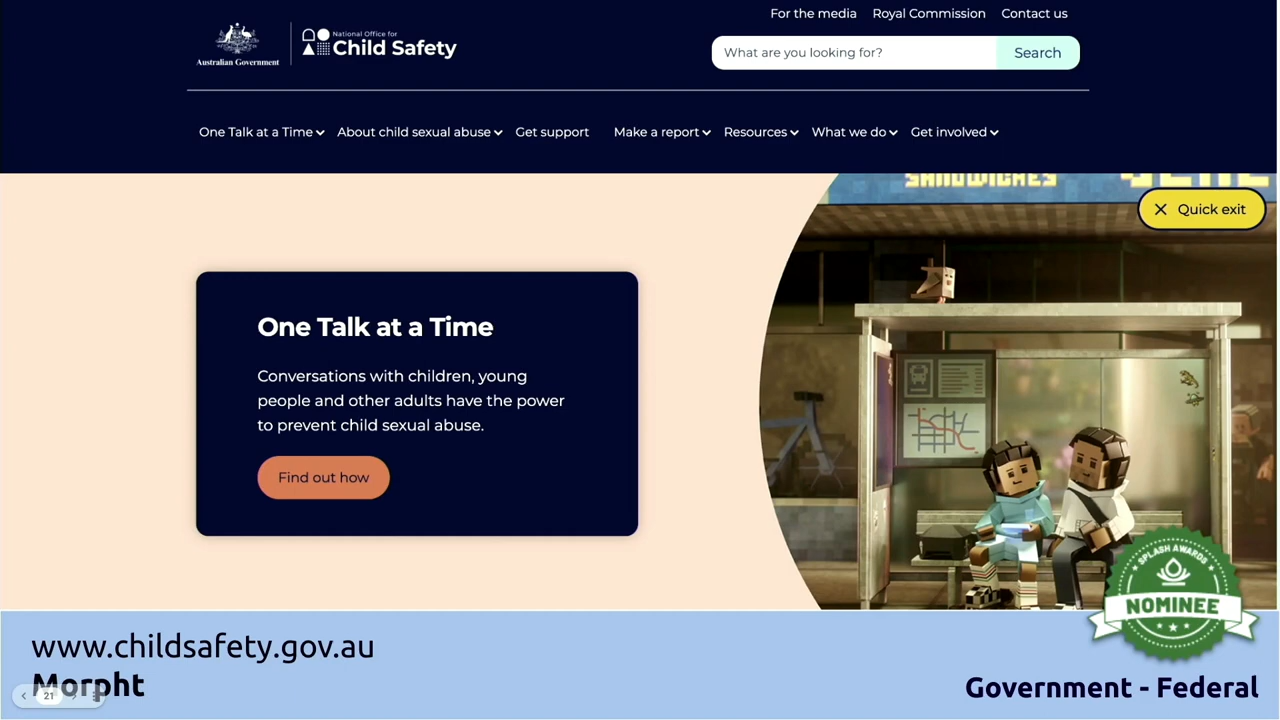 For the media Royal Commission Contact us
Australian Government
National Office for
Child Safety
What are you looking for? Search
One Talk at a Time About child sexual abuse Get support Make a report Resources What we do Get involved
SANDWICHES
Quick exit
One Talk at a Time
Conversations with children, young
people and other adults have the power
to prevent child sexual abuse.
Find out how
SPLASH AWARDS
NOMINEE
www.childsafety.gov.au
Morpht
21
Government - Federal